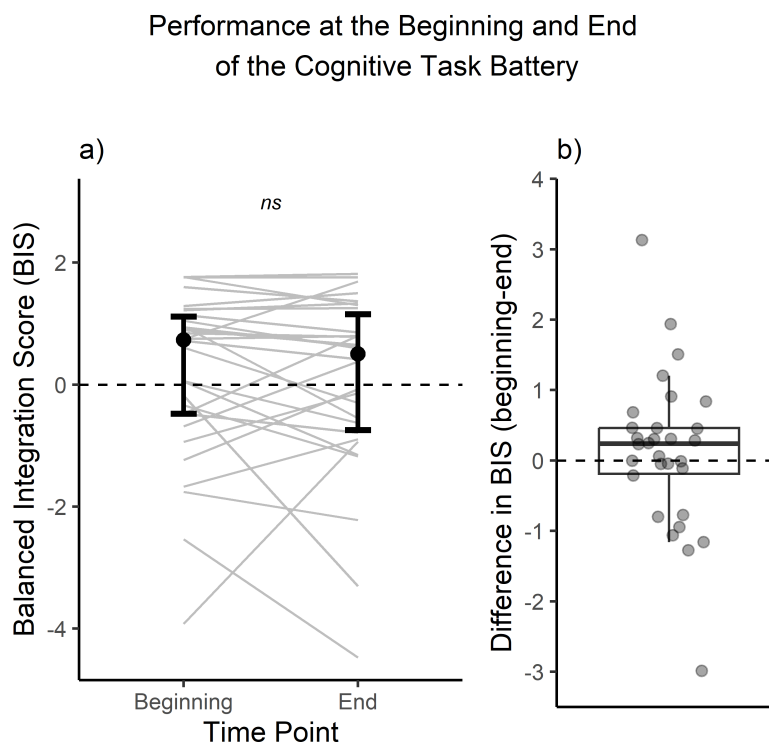 Performance at the Beginning and End
of the Cognitive Task Battery
a)
ns
Balanced Integration Score (BIS)
2
0
-2
-4
Beginning
End
Time Point
b)
Difference in BIS (beginning-end)
4
3
2
1
0
-1
-2
-3